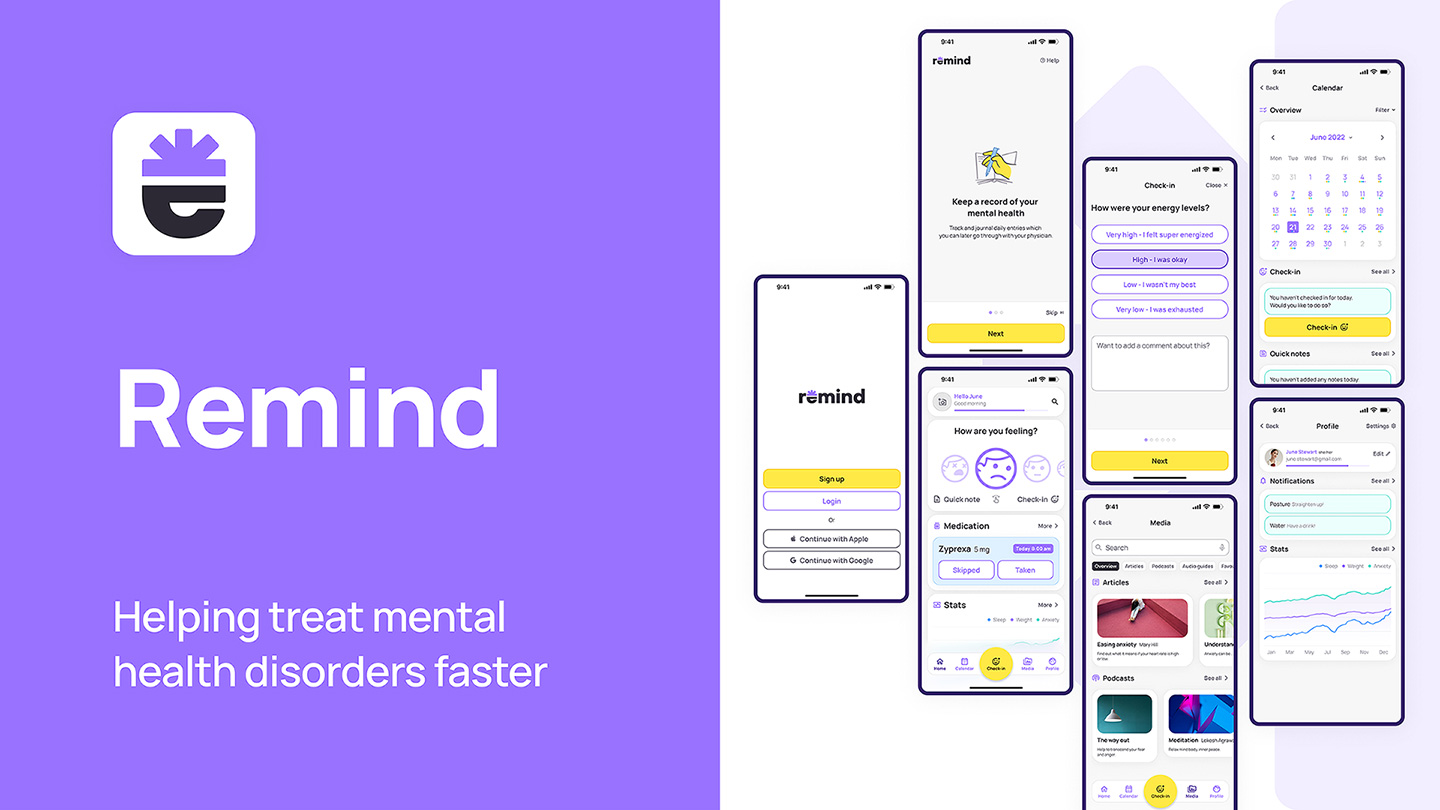 Remind
Helping treat mental
health disorders faster
9:41
remind
Sign up
Login
Or
Continue with Apple
Continue with Google
9:41
remind
Help
Keep a record of your
mental health
Track and journal daily entries which
you can later go through with your physician.
Skip
Next
9:41
Hello June
Good morning
How are you feeling?
Quick note
Check-in
Medication
More
Zyprexa 5 mg
Today 9:00 am
Skipped
Taken
Stats
More
Sleep
Weight
Anxiety
Home
Calendar
Check-in
Media
Profile
9:41
Check-in
Close
How were your energy levels?
Very high - I felt super energized
High - I was okay
Low - I wasn't my best
Very low - I was exhausted
Want to add a comment about this?
Next
9:41
Back
Media
Search
Overview
Articles
Podcasts
Audio guides
Favou
Articles
See all
Easing anxiety Mary Hill
Find out what it means if your heart rate is high
or low
Understan
Anxiety can be
Podcasts
See all
The way out
Help to transcend your fear
and anger
Meditation Lokesh Agraw
Relax mind body, inner peace.
Home
Calendar
Check-in
Media
Profile
9:41
Back
Calendar
Overview
Filter
June 2022
Mon Tue Wed Thu Fri Sat Sun
30 31 1 2 3 4 5
6 7 8 9 10 11 12
13 14 15 16 17 18 19
20 21 22 23 24 25 26
27 28 29 30 1 2 3
Check-in
See all
You haven't checked in for today.
Would you like to do so?
Check-in
Quick notes
See all
You haven't added any notes today
9:41
Back
Profile
Settings
June Stewart
june.stewart@gmail.com
Edit
Notifications
See all
Posture Straighten up!
Water Have a drink!
Stats
See all
Sleep
Weight
Anxiety
Jan Mar May Jul Sep Nov Dec